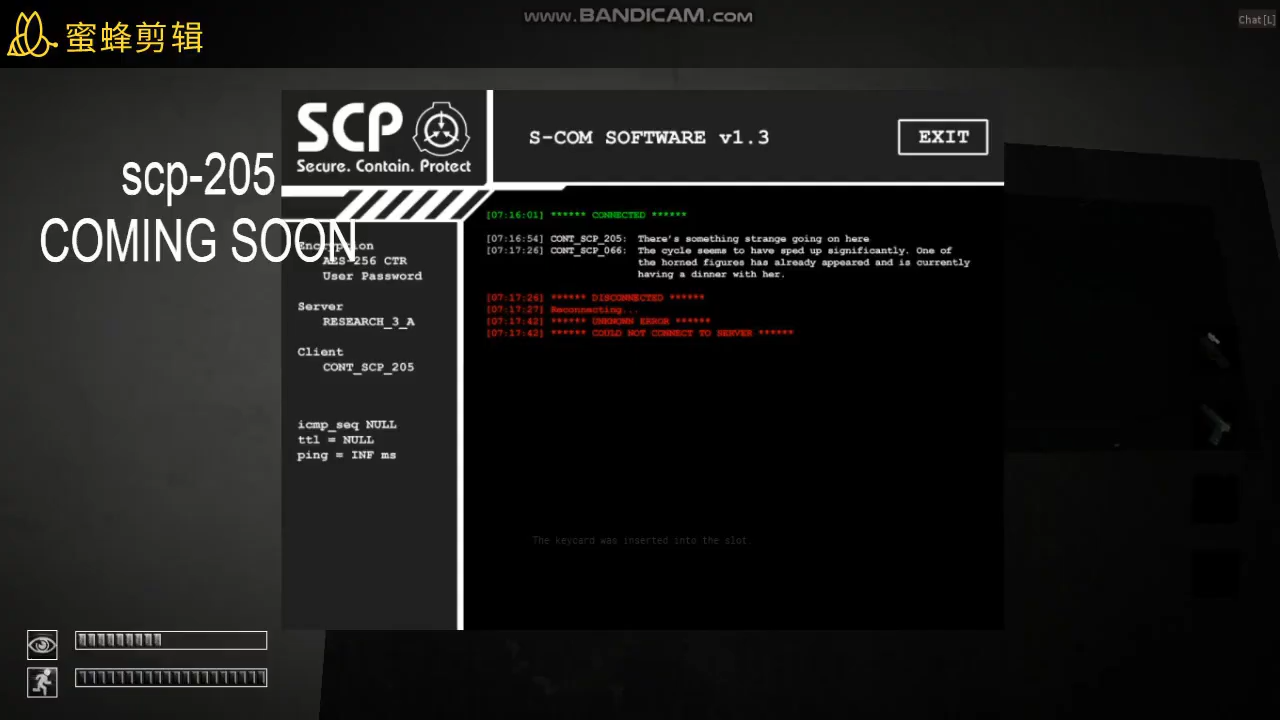 蜜蜂剪辑
WWW.BANDICAM.COM
Chat[L]
SCP
Secure. Contain. Protect
S-COM SOFTWARE v1.3
EXIT
scp-205
COMING SOON
[07:16:01] ****** CONNECTED ******
[07:16:54] CONT_SCP_205: There's something strange going on here
[07:17:26] CONT_SCP_066: The cycle seems to have sped up significantly. One of
the horned figures has already appeared and is currently
having a dinner with her.
[07:17:26] ****** DISCONNECTED ******
[07:17:27] Reconnecting...
[07:17:42] ****** UNKNOWN ERROR ******
[07:17:42] ****** COULD NOT CONNECT TO SERVER ******
Encryption
AES-256 CTR
User Password
Server
RESEARCH_3_A
Client
CONT_SCP_205
icmp_seq NULL
ttl = NULL
ping = INF ms
The keycard was inserted into the slot.